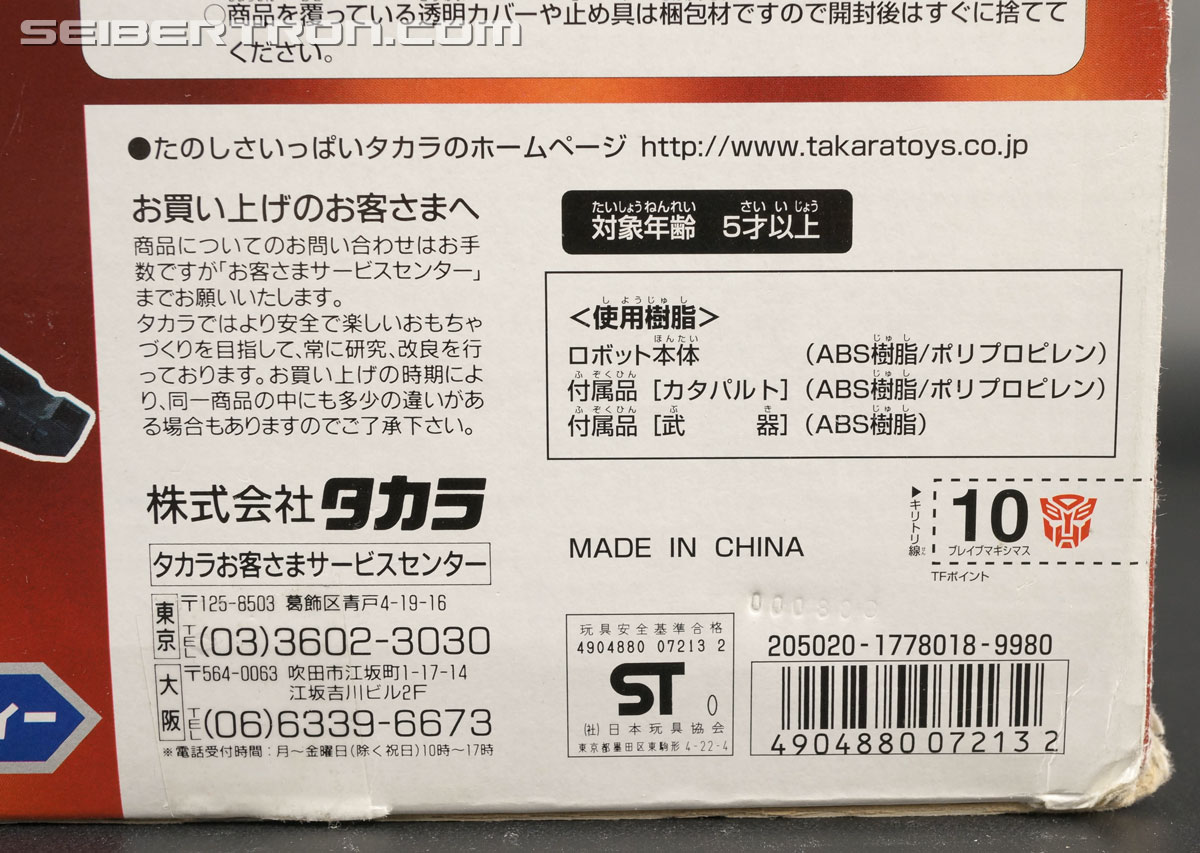 SEIBERTRON.com
○商品を覆っている透明カバーや止め具は梱包材ですので開封後はすぐに捨てて
ください。
●たのしさいっぱいタカラのホームページ http://www.takaratoys.co.jp
お買い上げのお客さまへ
商品についてのお問い合わせはお手
数ですが「お客さまサービスセンター」
までお願いいたします。
タカラではより安全で楽しいおもちゃ
づくりを目指して、常に研究、改良を行
っております。お買い上げの時期によ
り、同一商品の中にも多少の違いがあ
る場合もありますのでご了承下さい。
たいしょうねんれい さいいじょう
対象年齢 5才以上
しようじゅし
<使用樹脂>
ほんたい じゅし
ロボット本体 (ABS樹脂/ポリプロピレン)
ふぞくひん じゅし
付属品 [カタパルト] (ABS樹脂/ポリプロピレン)
ふぞくひん ぶ き じゅし
付属品 [武 器] (ABS樹脂)
株式会社タカラ
タカラお客さまサービスセンター
東京 〒125-8503 葛飾区青戸4-19-16
TEL (03)3602-3030
大阪 〒564-0063 吹田市江坂町1-17-14
江坂吉川ビル2F
TEL (06)6339-6673
※電話受付時間:月〜金曜日(除く祝日)10時〜17時
MADE IN CHINA
▶キリトリ線
10
ブレイブマキシマス
TFポイント
玩具安全基準合格
4904880 07213 2
ST 0
(社)日本玩具協会
東京都墨田区東駒形 4-22-4
205020-1778018-9980
4904880 07213 2
ィー